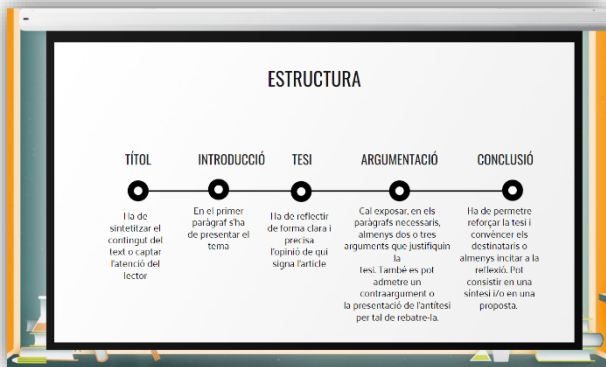 ESTRUCTURA
TÍTOL
Ha de
sintetitzar el
contingut del
text o captar
l'atenció del
lector
INTRODUCCIÓ
En el primer
paràgraf s'ha
de presentar el
tema
TESI
Ha de reflectir
de forma clara i
precisa
l'opinió de qui
signa l'article
ARGUMENTACIÓ
Cal exposar, en els
paràgrafs necessaris,
almenys dos o tres
arguments que justifiquin
la
tesi. També es pot
admetre un
contraargument o
la presentació de l'antítesi
per tal de rebatre-la.
CONCLUSIÓ
Ha de permetre
reforçar la tesi i
convèncer els
destinataris o
almenys incitar a la
reflexió. Pot
consistir en una
síntesi i/o en una
proposta.